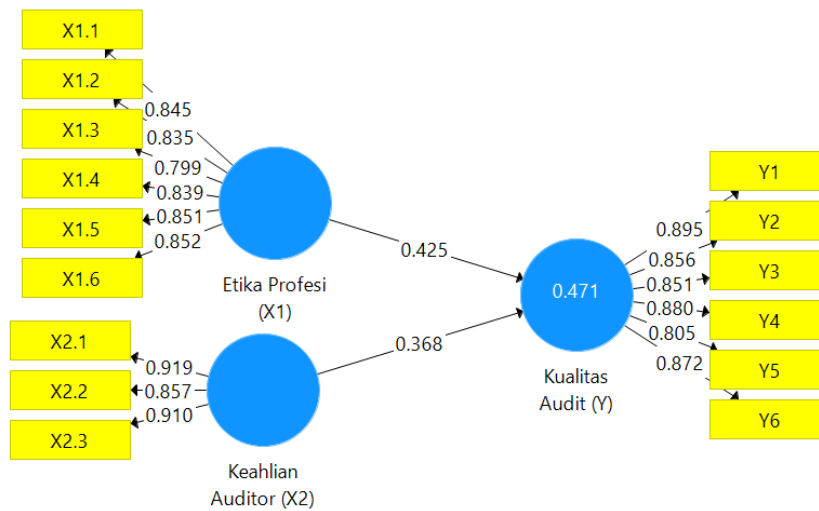 X1.1
X1.2
X1.3
X1.4
X1.5
X1.6
0.845
0.835
0.799
0.839
0.851
0.852
Etika Profesi
(X1)
X2.1
X2.2
X2.3
0.919
0.857
0.910
Keahlian
Auditor (X2)
0.425
0.368
0.471
Kualitas
Audit (Y)
0.895
0.856
0.851
0.880
0.805
0.872
Y1
Y2
Y3
Y4
Y5
Y6